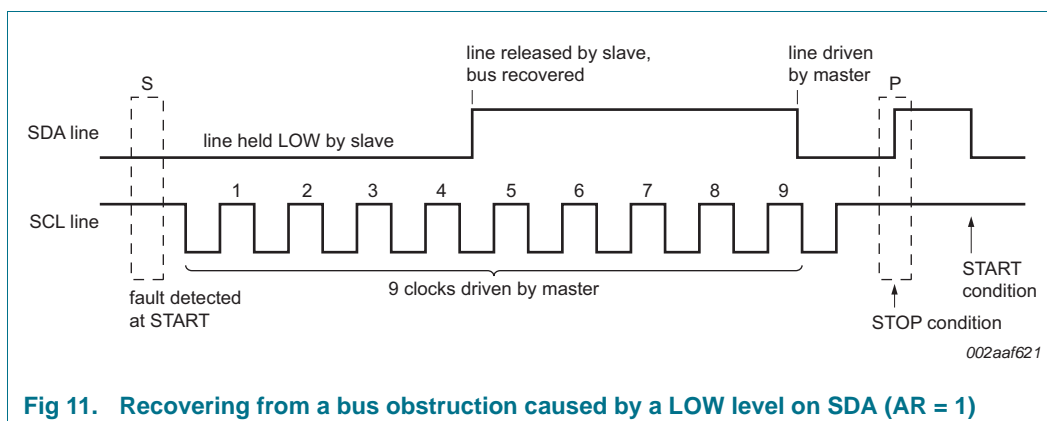 line released by slave,
bus recovered
line driven
by master
S
P
SDA line
line held LOW by slave
1 2 3 4 5 6 7 8 9
SCL line
fault detected
at START
9 clocks driven by master
START
condition
STOP condition
002aaf621
Fig 11. Recovering from a bus obstruction caused by a LOW level on SDA (AR = 1)